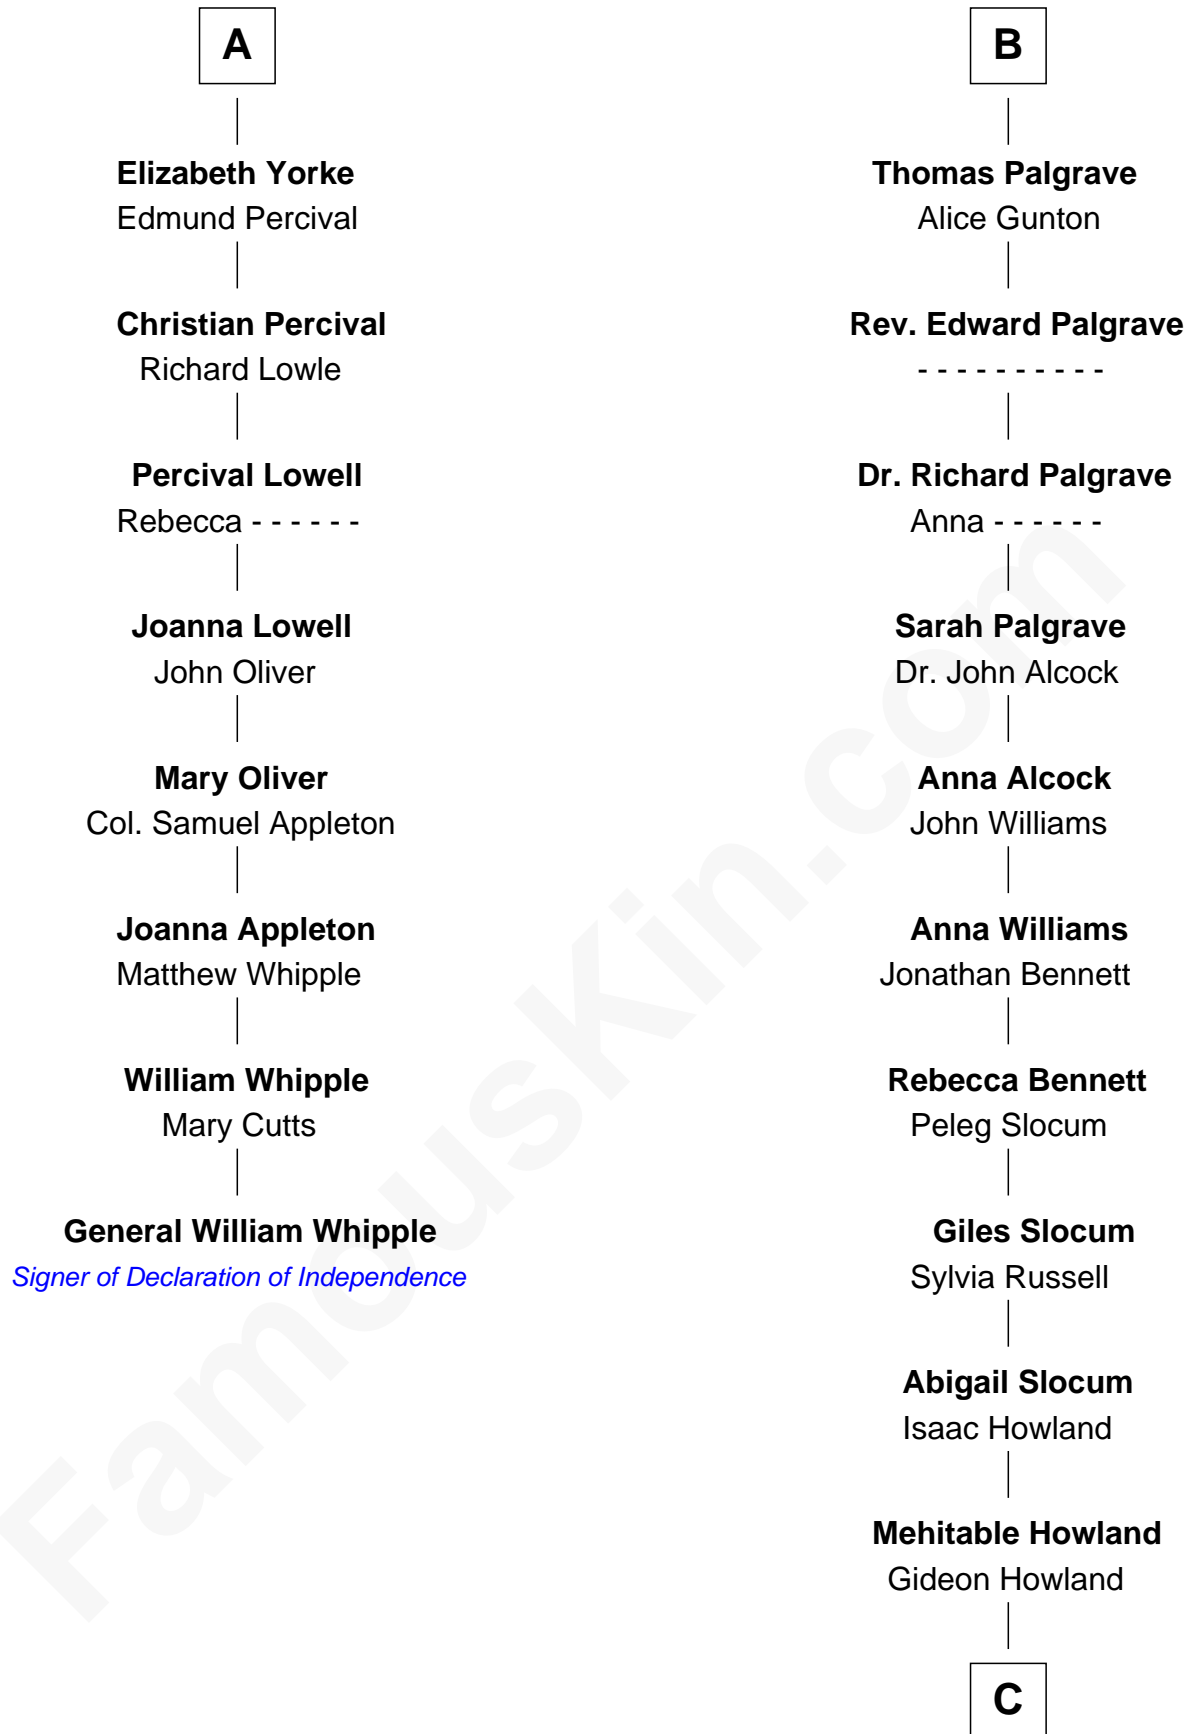 A
Elizabeth Yorke
Edmund Percival
Christian Percival
Richard Lowle
Percival Lowell
Rebecca - - - - - -
Joanna Lowell
John Oliver
Mary Oliver
Col. Samuel Appleton
Joanna Appleton
Matthew Whipple
William Whipple
Mary Cutts
General William Whipple
Signer of Declaration of Independence
B
Thomas Palgrave
Alice Gunton
Rev. Edward Palgrave
- - - - - - - - - -
Dr. Richard Palgrave
Anna - - - - - -
Sarah Palgrave
Dr. John Alcock
Anna Alcock
John Williams
Anna Williams
Jonathan Bennett
Rebecca Bennett
Peleg Slocum
Giles Slocum
Sylvia Russell
Abigail Slocum
Isaac Howland
Mehitable Howland
Gideon Howland
C
FamousKin.com